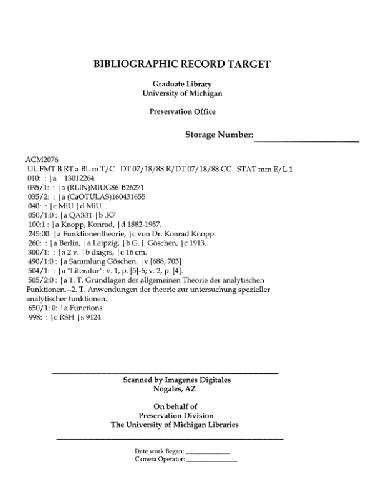 BIBLIOGRAPHIC RECORD TARGET
Graduate Library
University of Michigan
Preservation Office
Storage Number:
ACM2076
UL FMT B RT a BL m T/C DT 07/18/88 R/DT 07/18/88 CC STAT mm E/L 1
010: : |a 13012264
035/1: : |a (RLIN)MIUG86-B26271
035/2: : |a (CaOTULAS)160431655
040: : |c MiU |d MiU
050/1:0 : |a QA331 |b .K7
100:1 : |a Knopp, Konrad, |d 1882-1957.
245:00: |a Funktionentheorie, |c von Dr. Konrad Knopp.
260: : |a Berlin, |a Leipzig, |b G. J. Göschen, |c 1913.
300/1: : |a 2 v. |b diagrs. |c 16 cm.
490/1:0 : |a Sammlung Göschen. |v [686, 703]
504/1: : |a "Literatur": v. 1, p. [5]-6; v. 2, p. [4].
505/2:0 : |a 1. T. Grundlagen der allgemeinen Theorie der analytischen
Funktionen.--2. T. Anwendungen der theorie zur untersuchung spezieller
analytischer funktionen.
650/1: 0: |a Functions
998: : |c RSH |s 9124
Scanned by Imagenes Digitales
Nogales, AZ
On behalf of
Preservation Division
The University of Michigan Libraries
Date work Began:
Camera Operator: